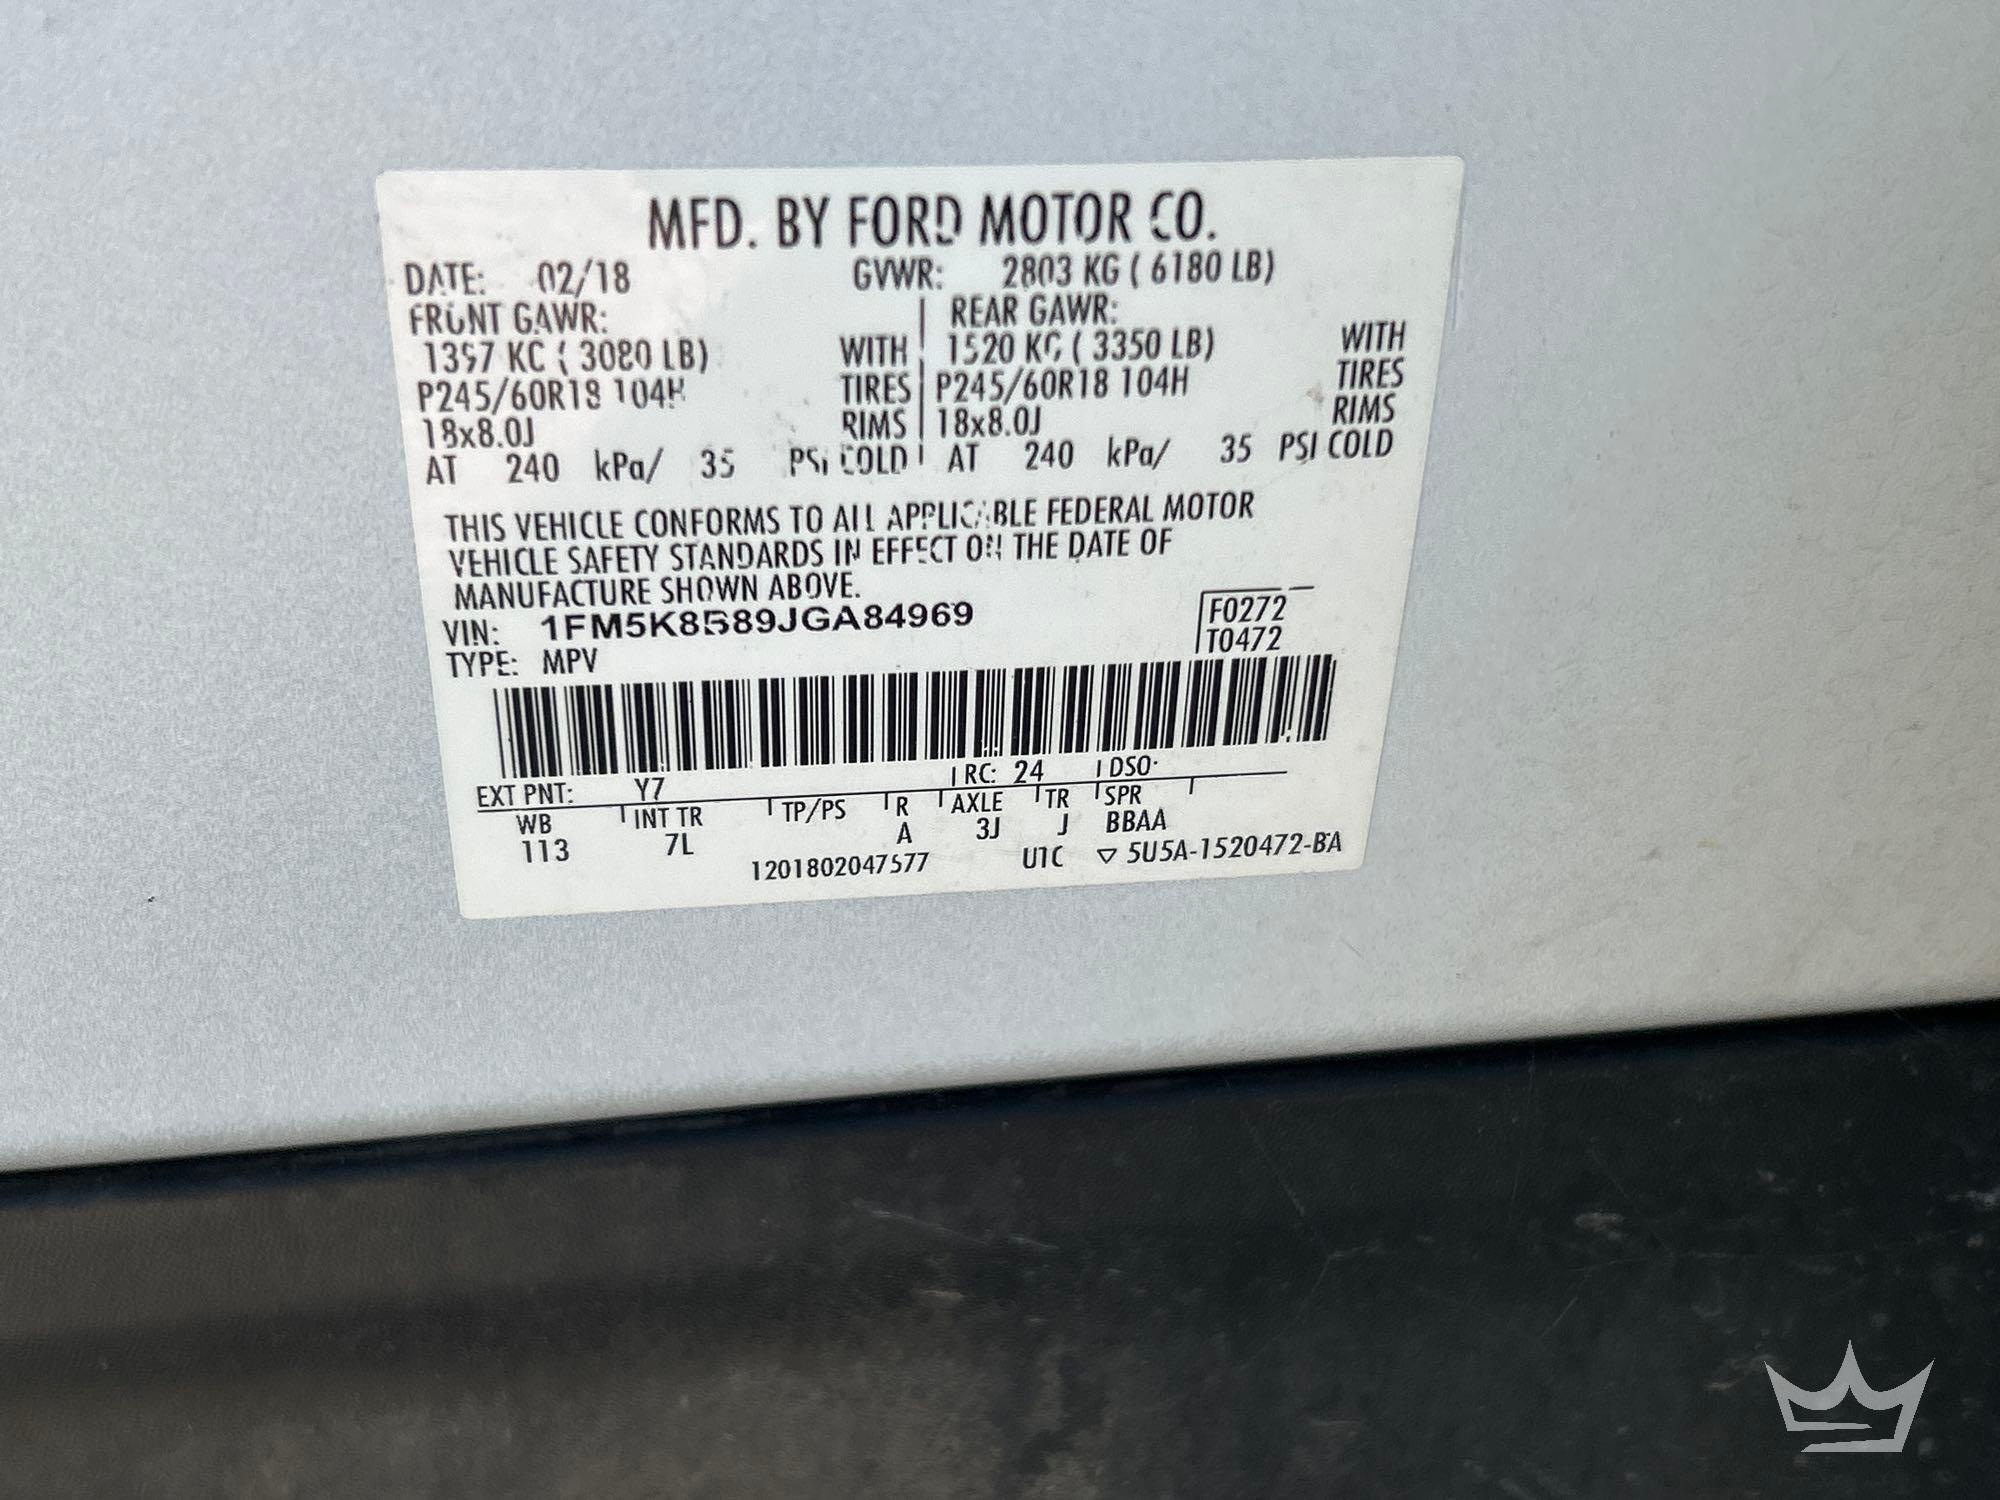 MFD. BY FORD MOTOR CO.
DATE: 02/18 GVWR: 2803 KG ( 6180 LB)
FRONT GAWR: REAR GAWR:
1397 KG ( 3080 LB) WITH 1520 KG ( 3350 LB) WITH
P245/60R18 104H TIRES P245/60R18 104H TIRES
18x8.0J RIMS 18x8.0J RIMS
AT 240 kPa/ 35 PSI COLD AT 240 kPa/ 35 PSI COLD
THIS VEHICLE CONFORMS TO ALL APPLICABLE FEDERAL MOTOR
VEHICLE SAFETY STANDARDS IN EFFECT ON THE DATE OF
MANUFACTURE SHOWN ABOVE.
VIN: 1FM5K8B89JGA84969 F0272
TYPE: MPV T0472
EXT PNT: Y7 RC: 24 DSO:
WB INT TR TP/PS R AXLE TR SPR
113 7L A 3J J BBAA
1201802047577 UTC ▽ 5U5A-1520472-BA